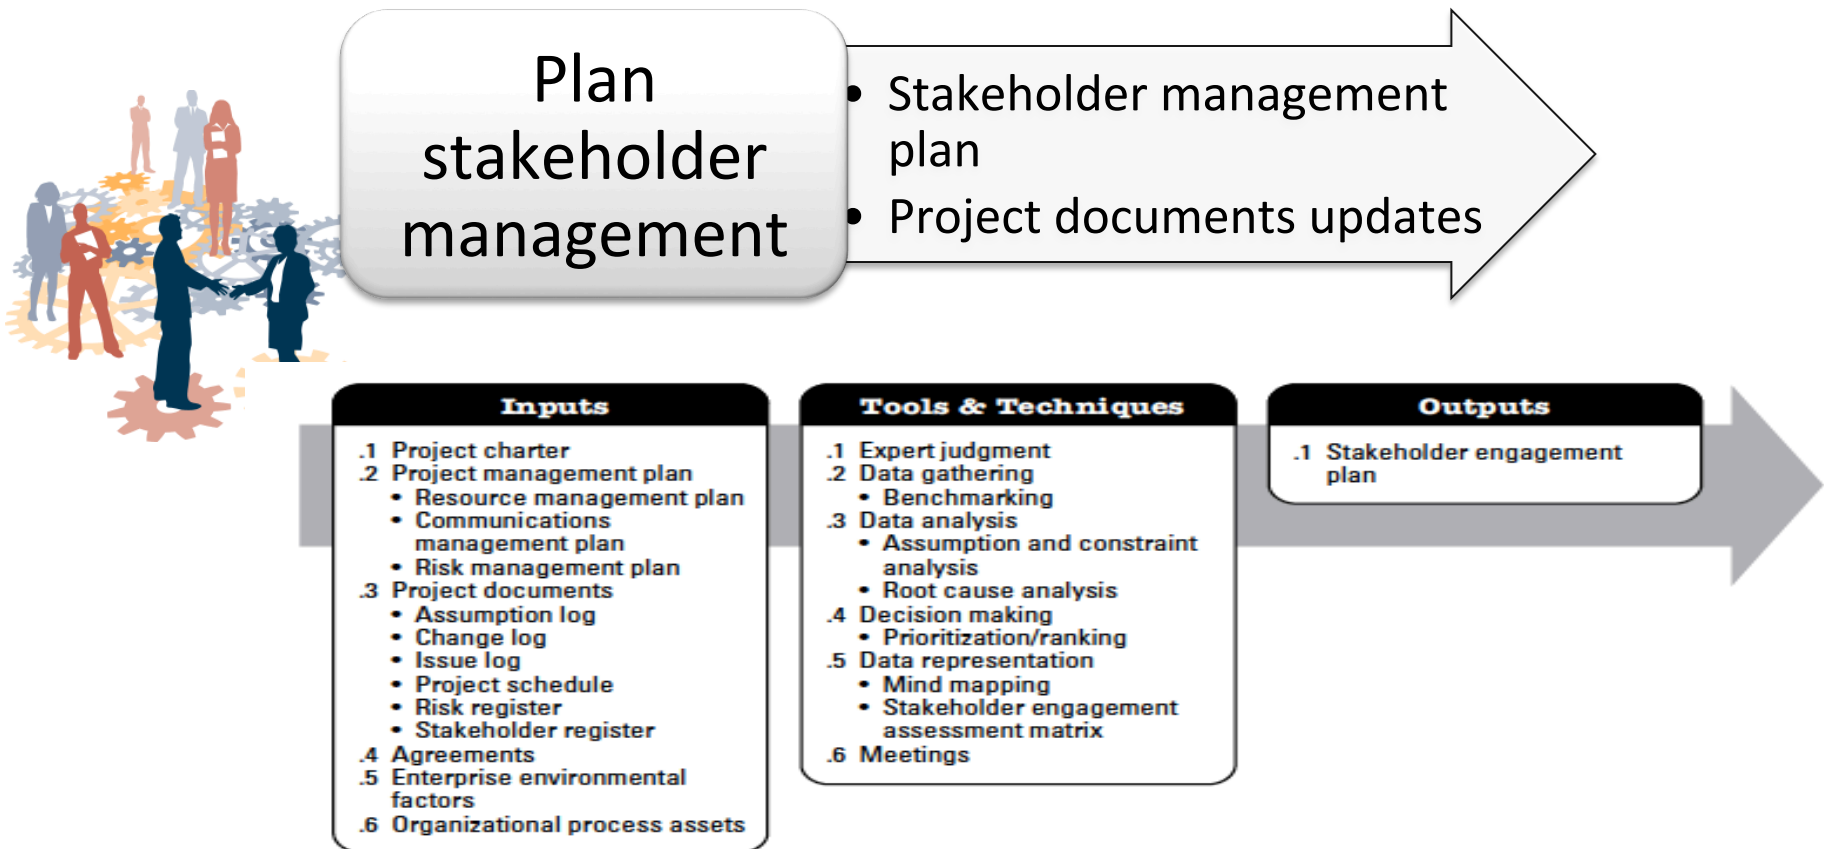 Plan
stakeholder
management
• Stakeholder management
plan
• Project documents updates
Inputs
.1 Project charter
.2 Project management plan
• Resource management plan
• Communications
management plan
• Risk management plan
.3 Project documents
• Assumption log
• Change log
• Issue log
• Project schedule
• Risk register
• Stakeholder register
.4 Agreements
.5 Enterprise environmental
factors
.6 Organizational process assets
Tools & Techniques
.1 Expert judgment
.2 Data gathering
• Benchmarking
.3 Data analysis
• Assumption and constraint
analysis
• Root cause analysis
.4 Decision making
• Prioritization/ranking
.5 Data representation
• Mind mapping
• Stakeholder engagement
assessment matrix
.6 Meetings
Outputs
.1 Stakeholder engagement
plan